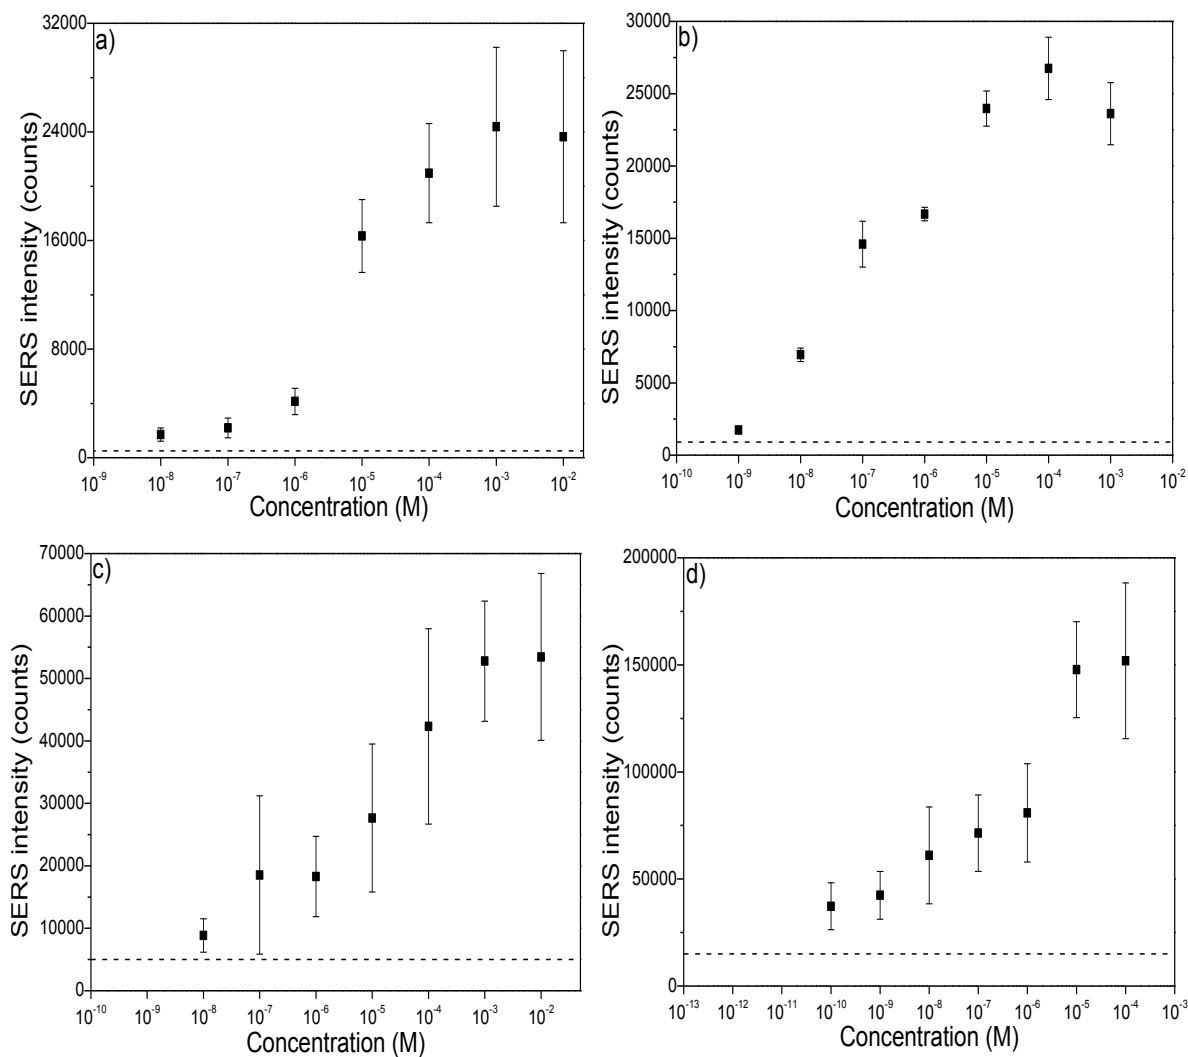 a)
SERS intensity (counts)
32000
24000
16000
8000
0
10⁻⁹ 10⁻⁸ 10⁻⁷ 10⁻⁶ 10⁻⁵ 10⁻⁴ 10⁻³ 10⁻²
Concentration (M)
b)
SERS intensity (counts)
30000
25000
20000
15000
10000
5000
0
10⁻¹⁰ 10⁻⁹ 10⁻⁸ 10⁻⁷ 10⁻⁶ 10⁻⁵ 10⁻⁴ 10⁻³ 10⁻²
Concentration (M)
c)
SERS intensity (counts)
70000
60000
50000
40000
30000
20000
10000
0
10⁻¹⁰ 10⁻⁹ 10⁻⁸ 10⁻⁷ 10⁻⁶ 10⁻⁵ 10⁻⁴ 10⁻³ 10⁻²
Concentration (M)
d)
SERS intensity (counts)
200000
150000
100000
50000
0
10⁻¹³ 10⁻¹² 10⁻¹¹ 10⁻¹⁰ 10⁻⁹ 10⁻⁸ 10⁻⁷ 10⁻⁶ 10⁻⁵ 10⁻⁴ 10⁻³
Concentration (M)